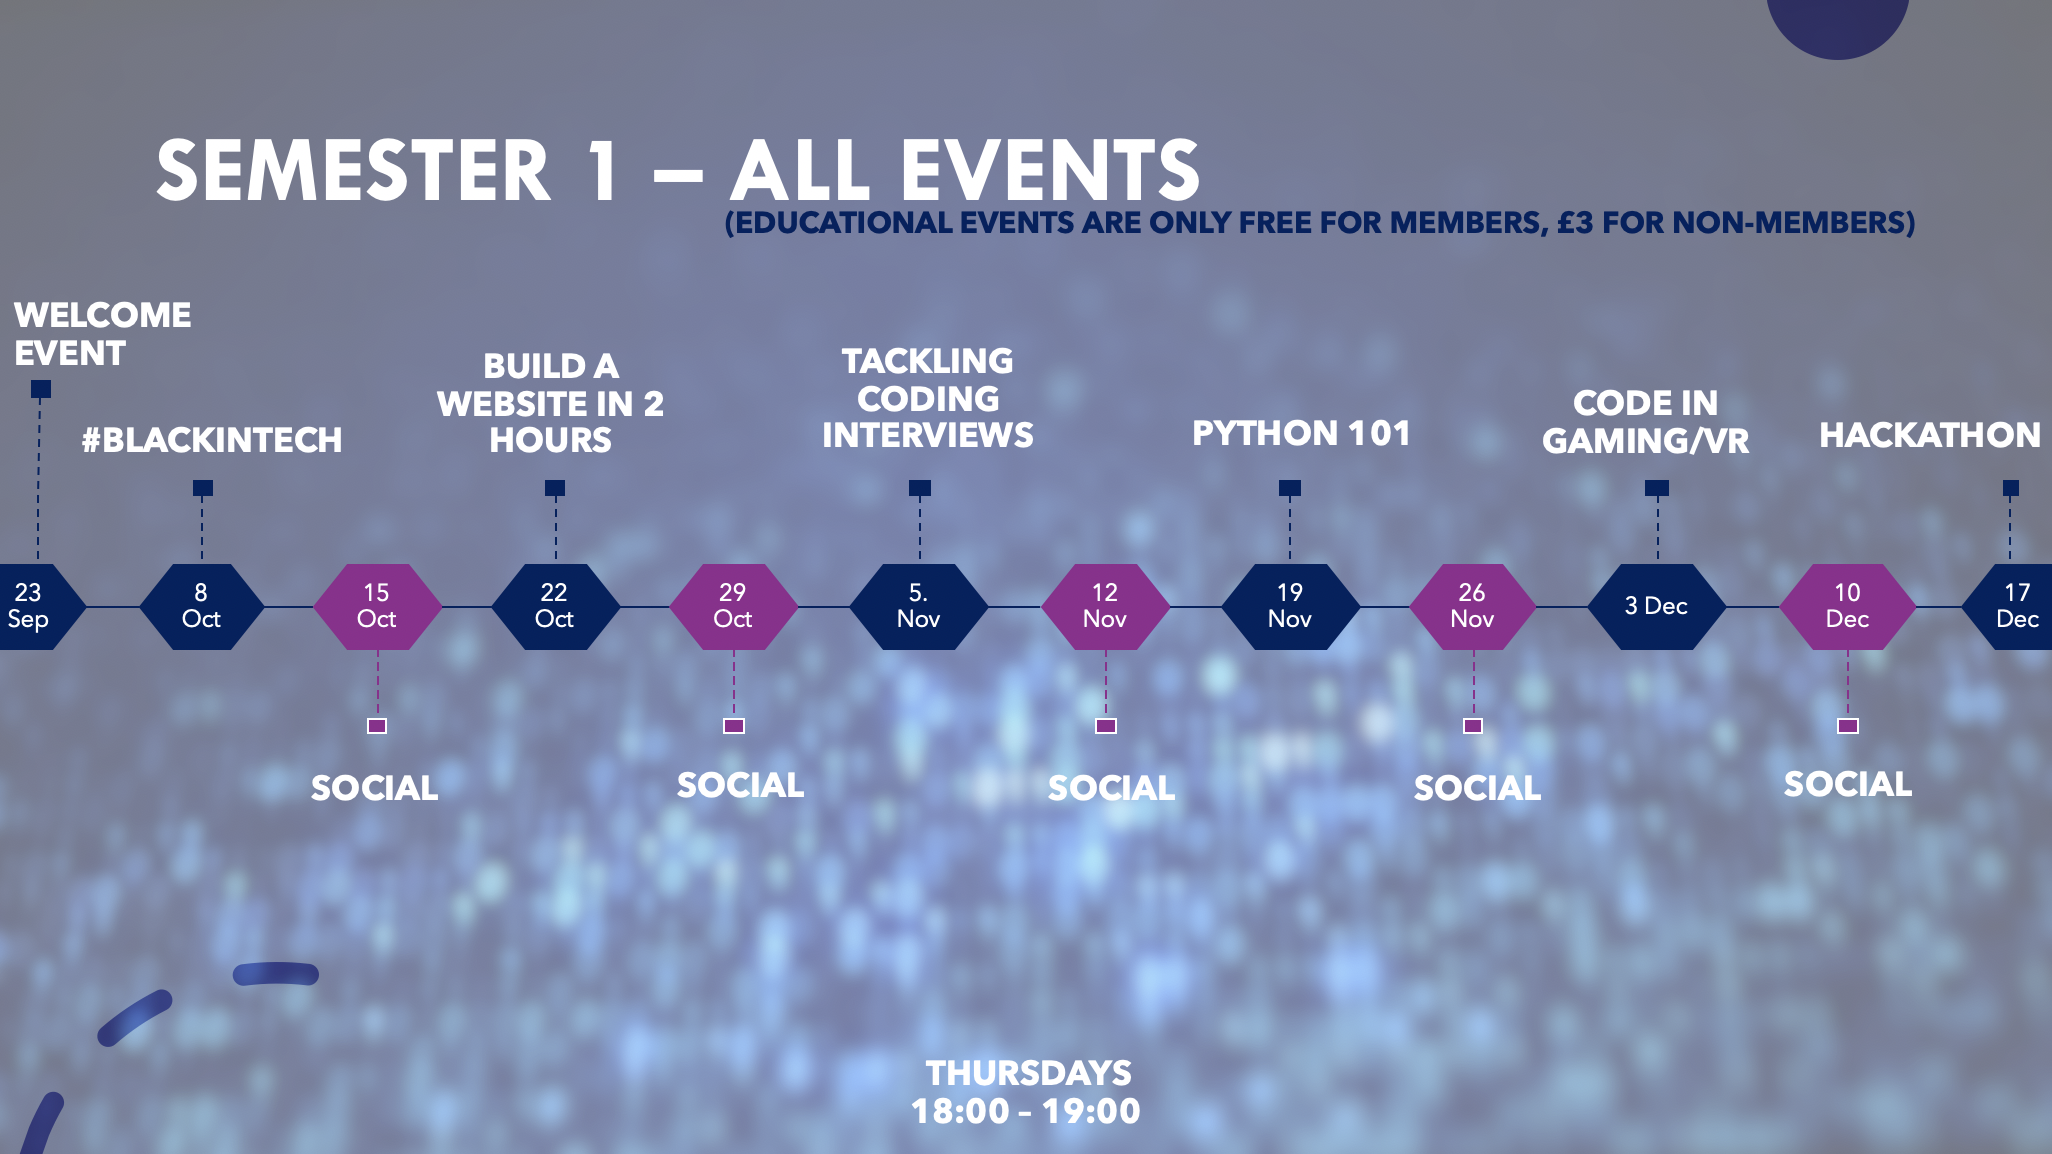 SEMESTER 1 – ALL EVENTS
(EDUCATIONAL EVENTS ARE ONLY FREE FOR MEMBERS, £3 FOR NON-MEMBERS)
WELCOME
EVENT
#BLACKINTECH
BUILD A
WEBSITE IN 2
HOURS
TACKLING
CODING
INTERVIEWS
PYTHON 101
CODE IN
GAMING/VR
HACKATHON
23
Sep
8
Oct
15
Oct
22
Oct
29
Oct
5.
Nov
12
Nov
19
Nov
26
Nov
3 Dec
10
Dec
17
Dec
SOCIAL
SOCIAL
SOCIAL
SOCIAL
SOCIAL
THURSDAYS
18:00 – 19:00